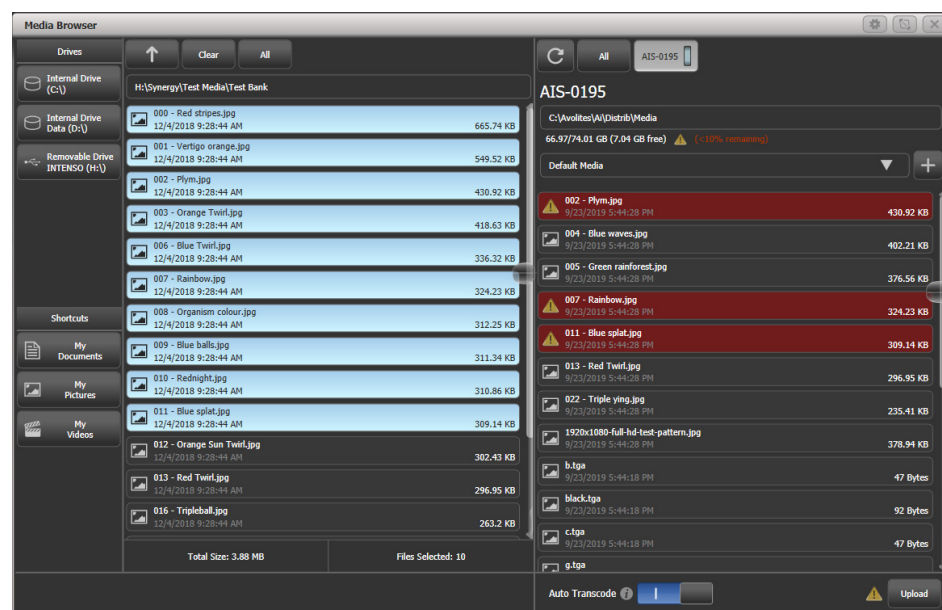 Media Browser
Drives
Internal Drive
(C:\)
Internal Drive
Data (D:\)
Removable Drive
INTENSO (H:\)
Shortcuts
My
Documents
My
Pictures
My
Videos
Clear
All
H:\Synergy\Test Media\Test Bank
000 - Red stripes.jpg
12/4/2018 9:28:44 AM
665.74 KB
001 - Vertigo orange.jpg
12/4/2018 9:28:44 AM
549.52 KB
002 - Plym.jpg
12/4/2018 9:28:44 AM
430.92 KB
003 - Orange Twirl.jpg
12/4/2018 9:28:44 AM
418.63 KB
006 - Blue Twirl.jpg
12/4/2018 9:28:44 AM
336.32 KB
007 - Rainbow.jpg
12/4/2018 9:28:44 AM
324.23 KB
008 - Organism colour.jpg
12/4/2018 9:28:44 AM
312.25 KB
009 - Blue balls.jpg
12/4/2018 9:28:44 AM
311.34 KB
010 - Rednight.jpg
12/4/2018 9:28:44 AM
310.86 KB
011 - Blue splat.jpg
12/4/2018 9:28:44 AM
309.14 KB
012 - Orange Sun Twirl.jpg
12/4/2018 9:28:44 AM
302.43 KB
013 - Red Twirl.jpg
12/4/2018 9:28:44 AM
296.95 KB
016 - Tripleball.jpg
12/4/2018 9:28:44 AM
263.2 KB
Total Size: 3.88 MB
Files Selected: 10
All
AIS-0195
AIS-0195
C:\Avolites\Ai\Distrib\Media
66.97/74.01 GB (7.04 GB free) (<10% remaining)
Default Media
002 - Plym.jpg
9/23/2019 5:44:28 PM
430.92 KB
004 - Blue waves.jpg
9/23/2019 5:44:28 PM
402.21 KB
005 - Green rainforest.jpg
9/23/2019 5:44:28 PM
376.56 KB
007 - Rainbow.jpg
9/23/2019 5:44:28 PM
324.23 KB
011 - Blue splat.jpg
9/23/2019 5:44:28 PM
309.14 KB
013 - Red Twirl.jpg
9/23/2019 5:44:28 PM
296.95 KB
022 - Triple ying.jpg
9/23/2019 5:44:28 PM
235.41 KB
1920x1080-full-hd-test-pattern.jpg
9/23/2019 5:44:28 PM
378.94 KB
b.tga
9/23/2019 5:44:18 PM
47 Bytes
black.tga
9/23/2019 5:44:18 PM
92 Bytes
c.tga
9/23/2019 5:44:18 PM
47 Bytes
g.tga
Auto Transcode
Upload